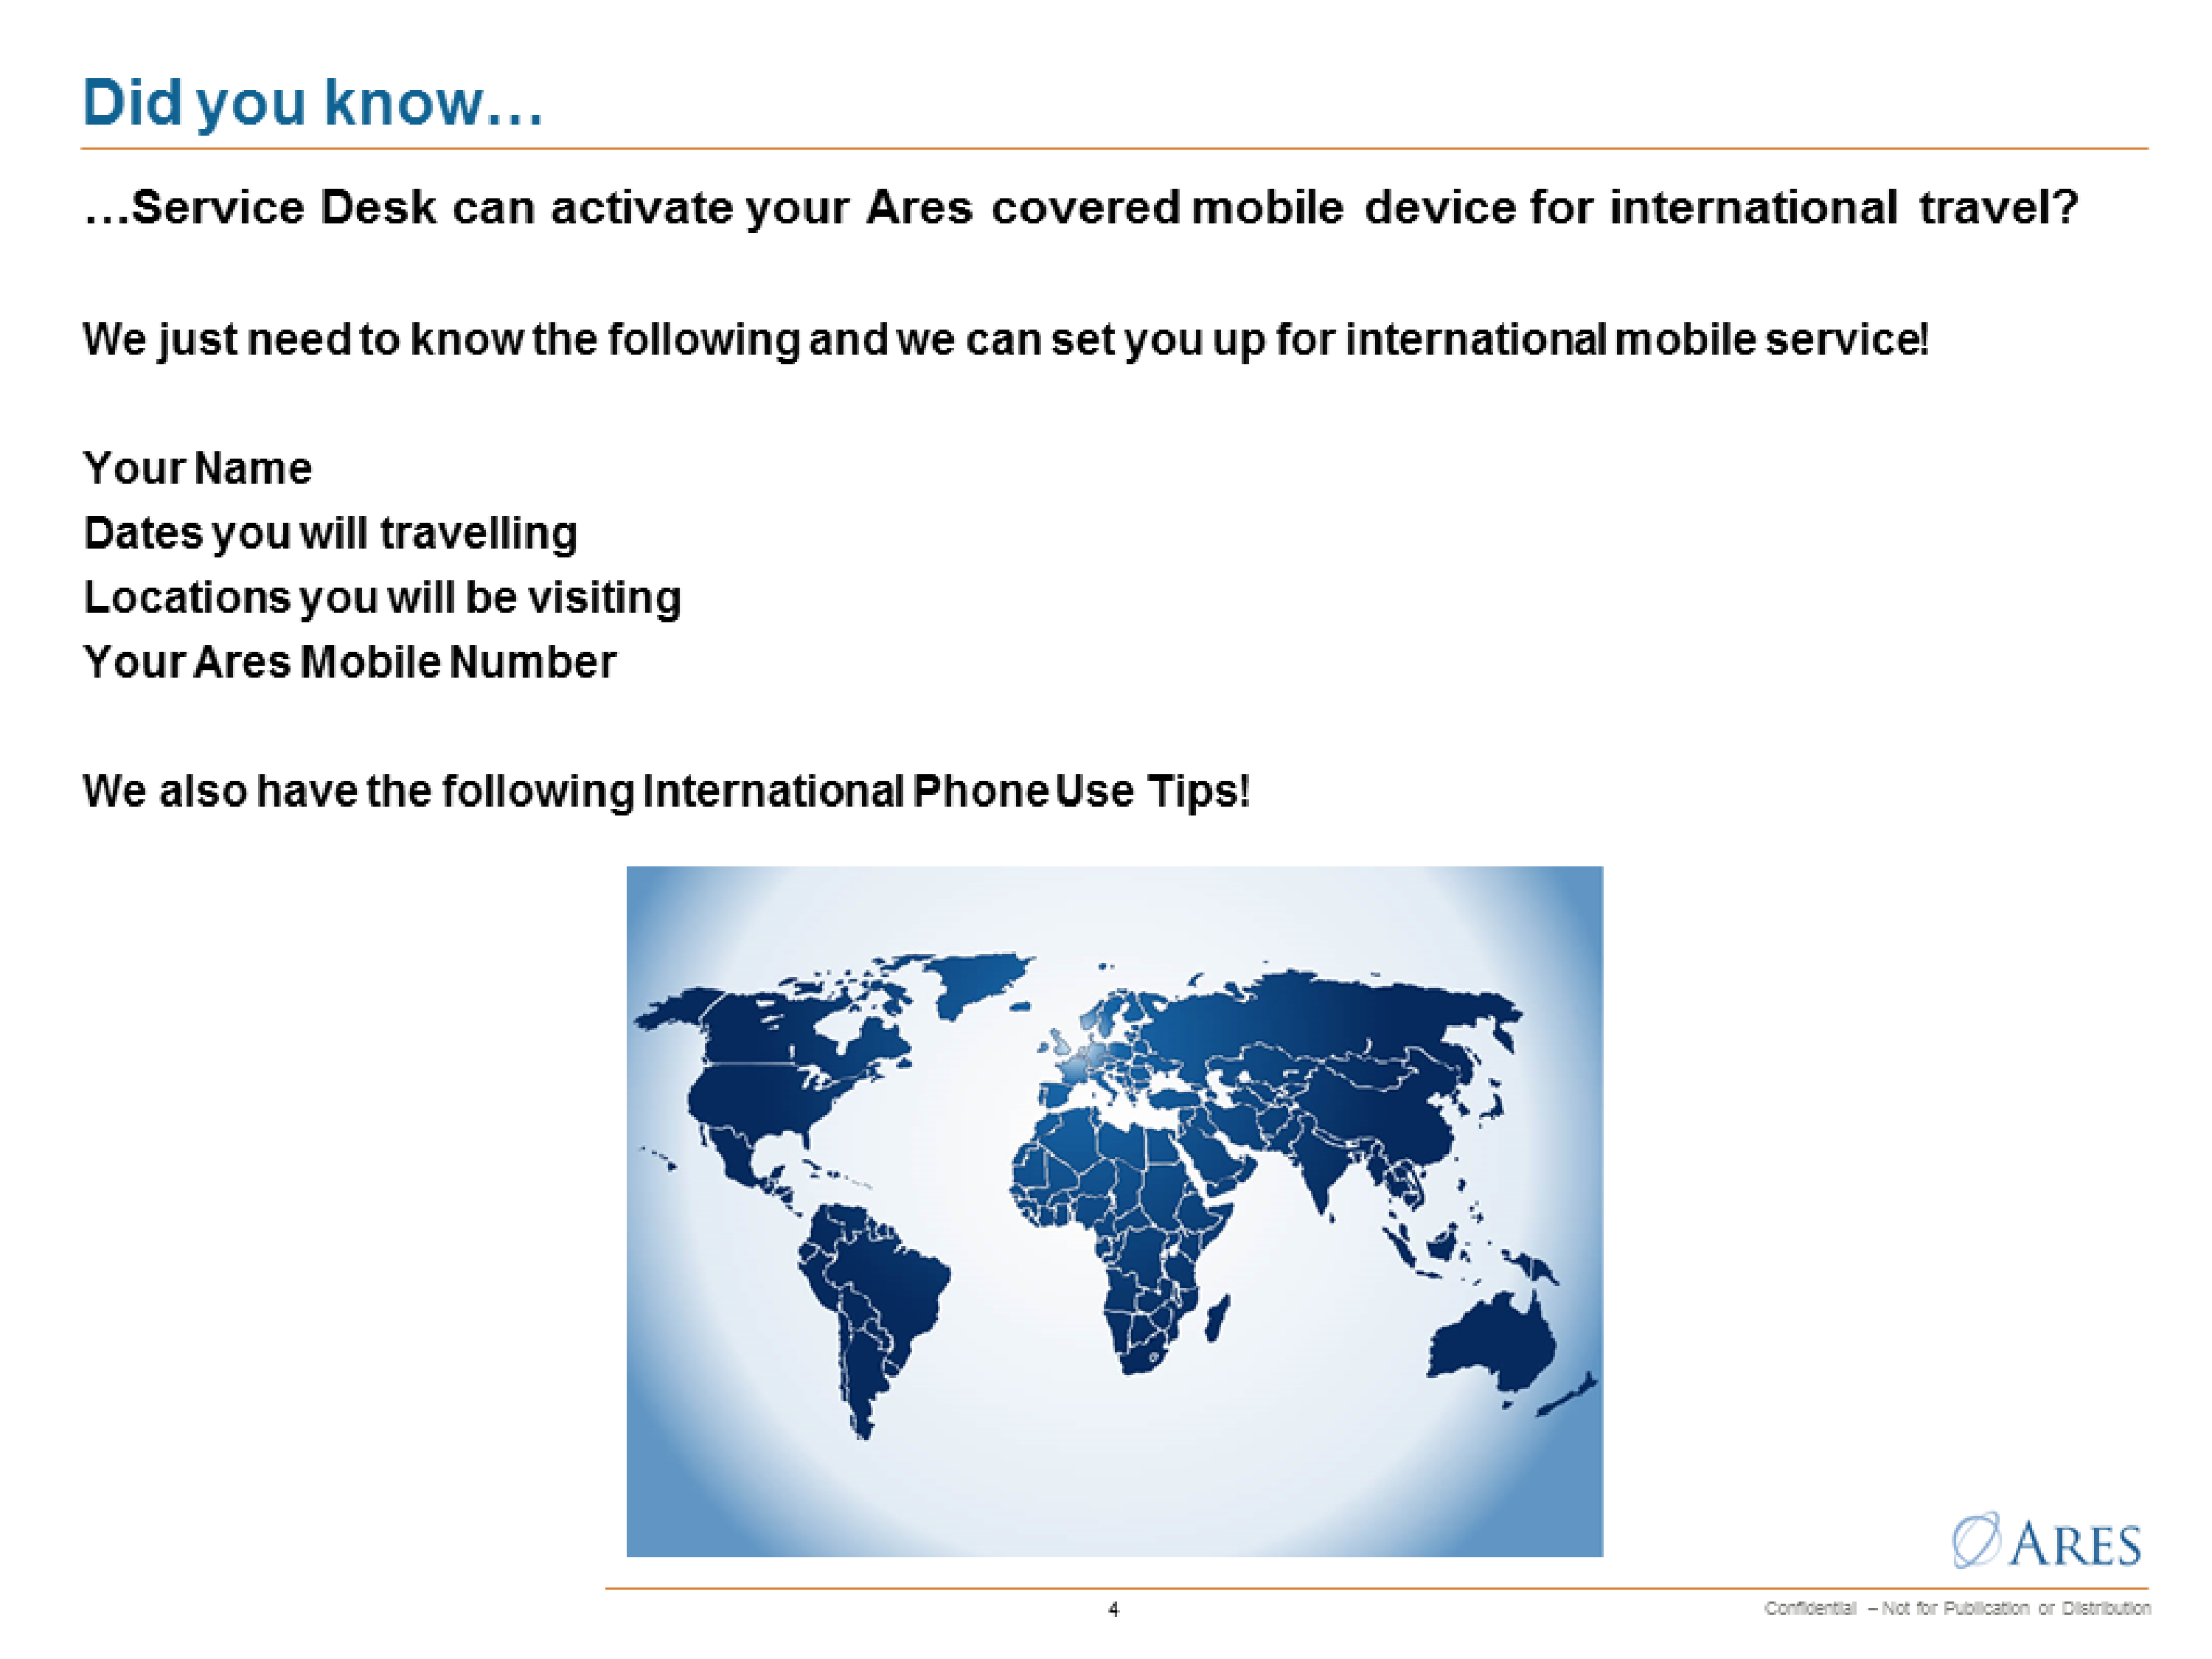 Did you know...
...Service Desk can activate your Ares covered mobile device for international travel?
We just need to know the following and we can set you up for international mobile service!
Your Name
Dates you will travelling
Locations you will be visiting
Your Ares Mobile Number
We also have the following International Phone Use Tips!
ARES
4
Confidential – Not for Publication or Distribution